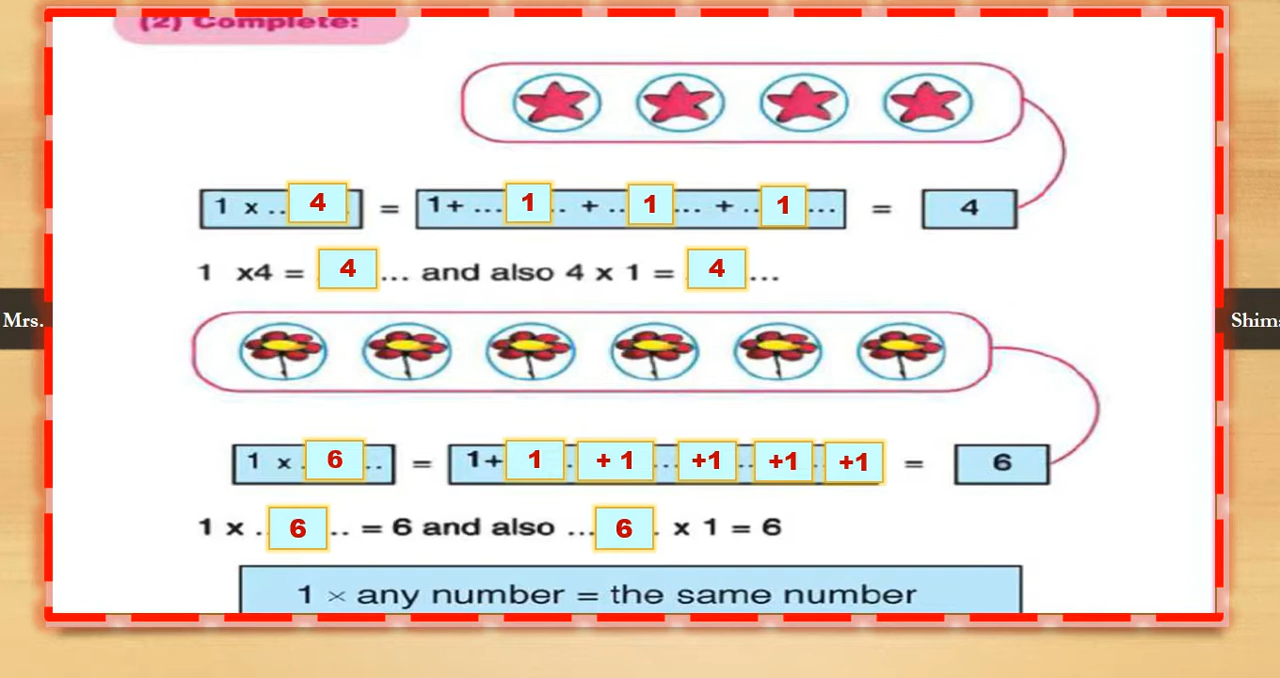 (2) Complete:
1 x .. 4 . = 1+ ... 1 .. + .. 1 ... + .. 1 ... = 4
1 x4 = 4 ... and also 4 x 1 = 4 ...
Mrs.
1 x . 6 .. = 1+ 1 . + 1 ... +1 .. +1 .. +1 = 6
1 x . 6 .. = 6 and also ... 6 . x 1 = 6
1 × any number = the same number